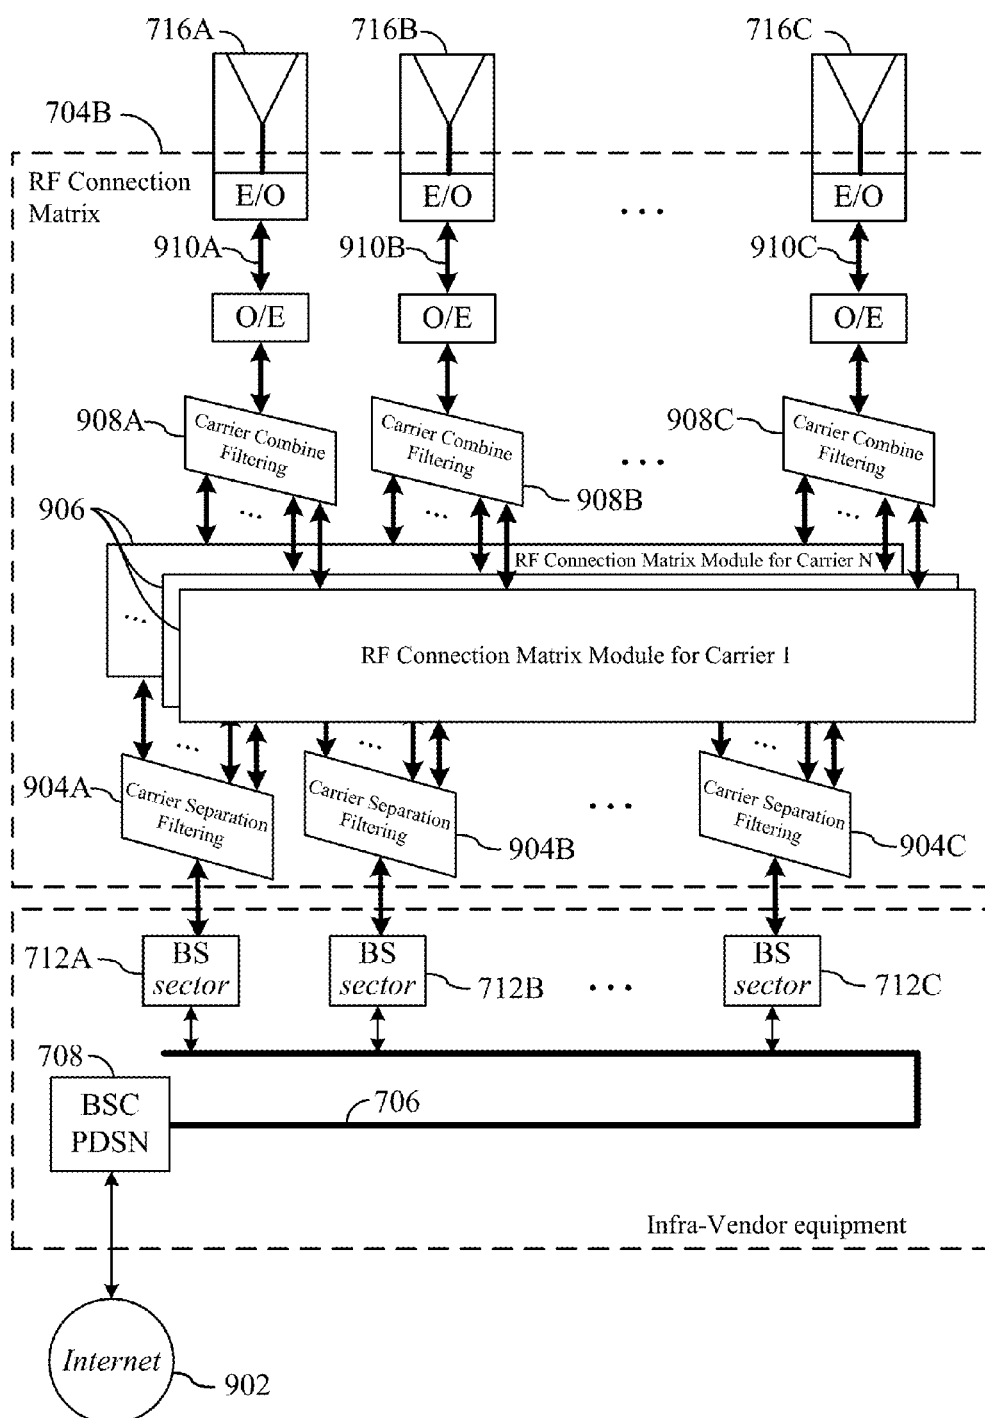 716A 716B 716C
704B
RF Connection
Matrix
E/O E/O E/O
...
910A 910B 910C
O/E O/E O/E
908A 908C
Carrier Combine
Filtering
Carrier Combine
Filtering
Carrier Combine
Filtering
...
908B
... ... ...
906
RF Connection Matrix Module for Carrier N
...
RF Connection Matrix Module for Carrier 1
... ... ...
904A
Carrier Separation
Filtering
Carrier Separation
Filtering
Carrier Separation
Filtering
...
904B 904C
712A
BS
sector
BS
sector
BS
sector
712B ... 712C
708
BSC
PDSN
706
Infra-Vendor equipment
Internet
902